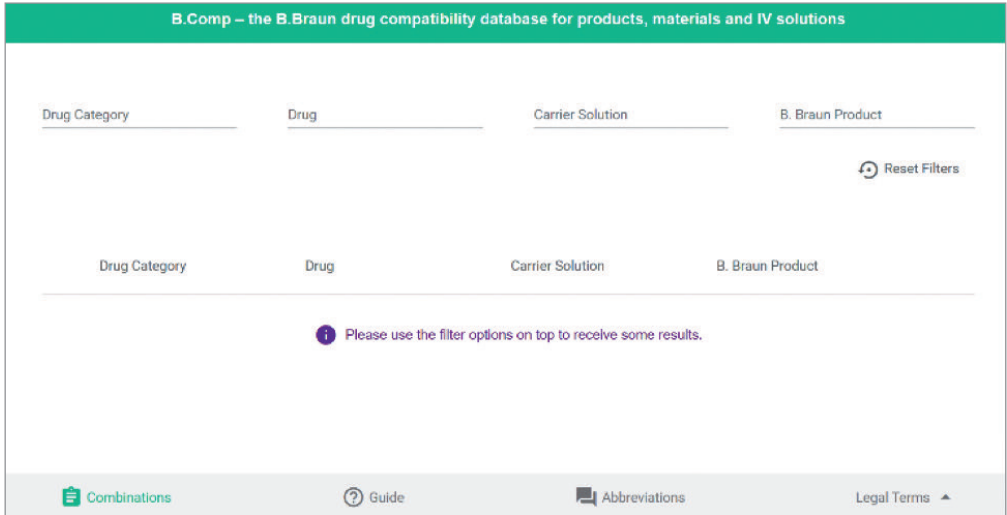 B.Comp – the B.Braun drug compatibility database for products, materials and IV solutions
Drug Category Drug Carrier Solution B. Braun Product
Reset Filters
Drug Category Drug Carrier Solution B. Braun Product
Please use the filter options on top to receive some results.
Combinations Guide Abbreviations Legal Terms